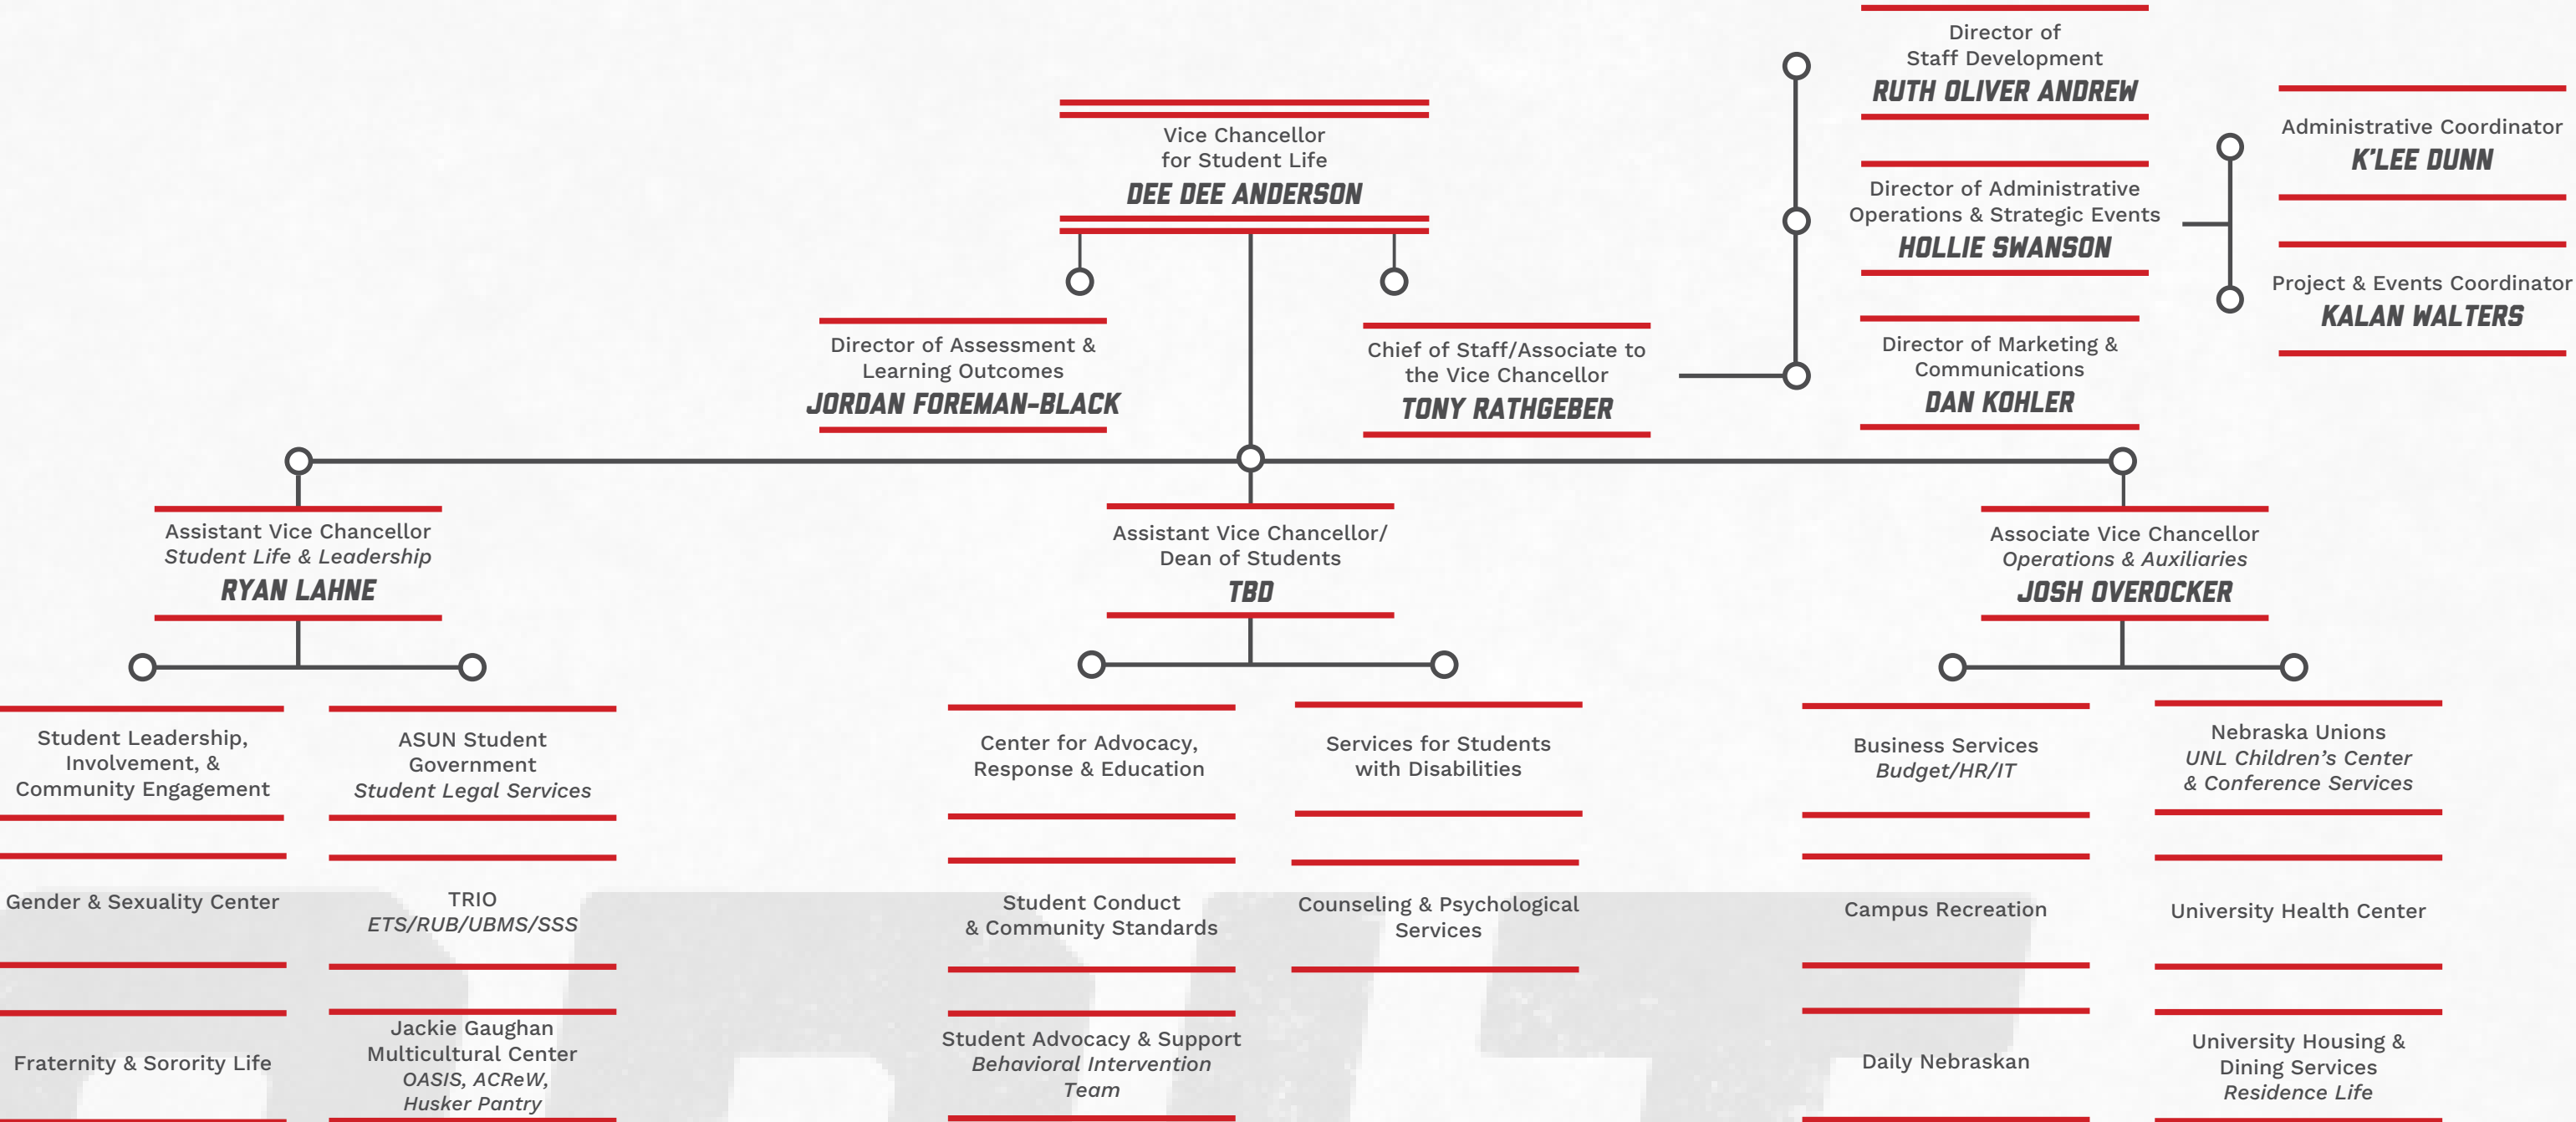 Vice Chancellor
for Student Life
DEE DEE ANDERSON
Director of Assessment &
Learning Outcomes
JORDAN FOREMAN-BLACK
Chief of Staff/Associate to
the Vice Chancellor
TONY RATHGEBER
Director of
Staff Development
RUTH OLIVER ANDREW
Director of Administrative
Operations & Strategic Events
HOLLIE SWANSON
Director of Marketing &
Communications
DAN KOHLER
Administrative Coordinator
K'LEE DUNN
Project & Events Coordinator
KALAN WALTERS
Assistant Vice Chancellor
Student Life & Leadership
RYAN LAHNE
Student Leadership,
Involvement, &
Community Engagement
Gender & Sexuality Center
Fraternity & Sorority Life
ASUN Student
Government
Student Legal Services
TRIO
ETS/RUB/UBMS/SSS
Jackie Gaughan
Multicultural Center
OASIS, ACReW,
Husker Pantry
Assistant Vice Chancellor/
Dean of Students
TBD
Center for Advocacy,
Response & Education
Student Conduct
& Community Standards
Student Advocacy & Support
Behavioral Intervention
Team
Services for Students
with Disabilities
Counseling & Psychological
Services
Associate Vice Chancellor
Operations & Auxiliaries
JOSH OVEROCKER
Business Services
Budget/HR/IT
Campus Recreation
Daily Nebraskan
Nebraska Unions
UNL Children's Center
& Conference Services
University Health Center
University Housing &
Dining Services
Residence Life